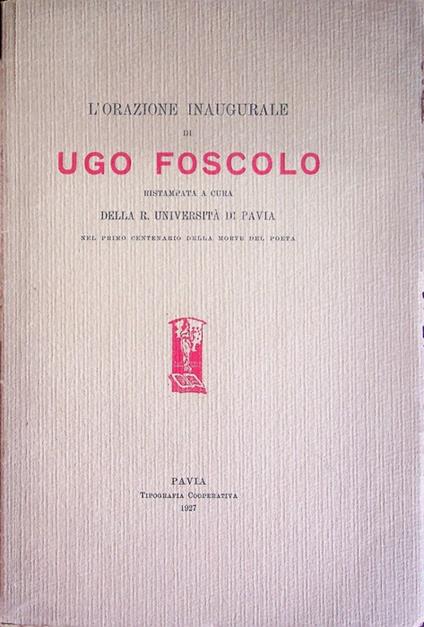 L'ORAZIONE INAUGURALE
DI
UGO FOSCOLO
RISTAMPATA A CURA
DELLA R. UNIVERSITÀ DI PAVIA
NEL PRIMO CENTENARIO DELLA MORTE DEL POETA
PAVIA
TIPOGRAFIA COOPERATIVA
1927